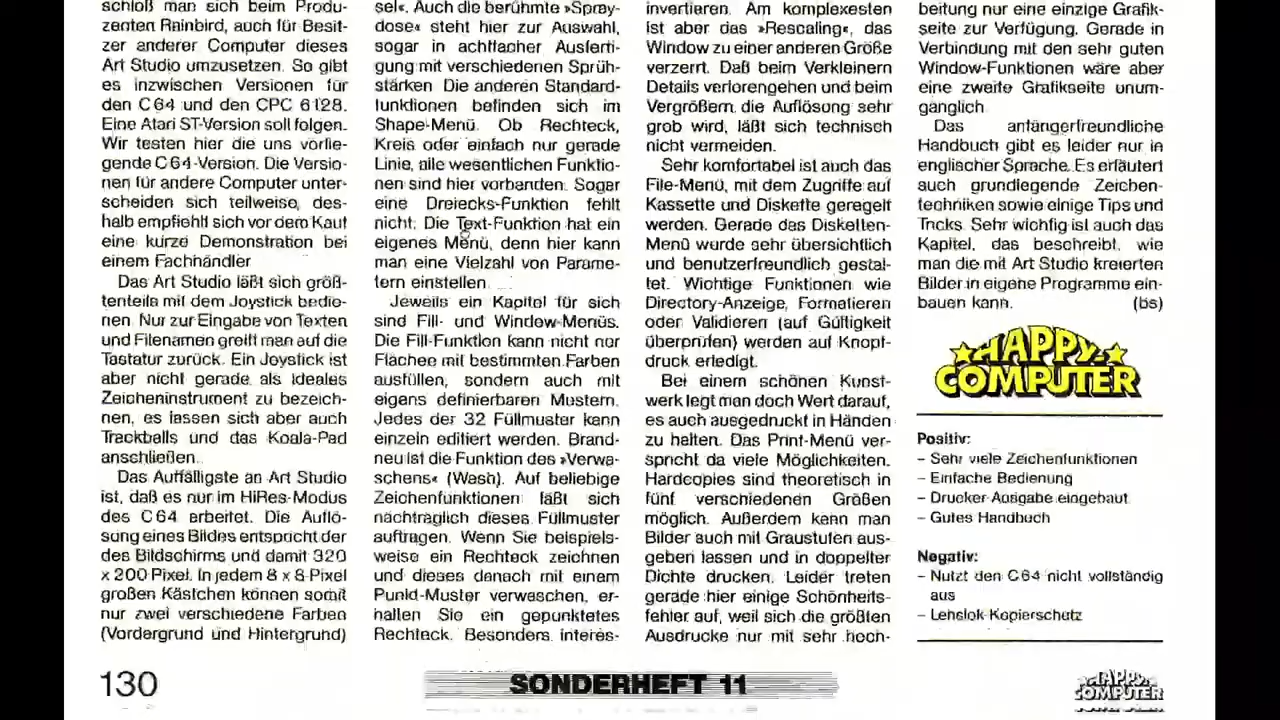 schloß man sich beim Produ-
zenten Rainbird, auch für Besit-
zer anderer Computer dieses
Art Studio umzusetzen. So gibt
es inzwischen Versionen für
den C64 und den CPC 6128.
Eine Atari ST-Version soll folgen.
Wir testen hier die uns vorlie-
gende C64-Version. Die Versio-
nen für andere Computer unter-
scheiden sich teilweise, des-
halb empfiehlt sich vor dem Kauf
eine kurze Demonstration bei
einem Fachhändler
Das Art Studio läßt sich größ-
tenteils mit dem Joystick bedie-
nen. Nur zur Eingabe von Texten
und Filenamen greift man auf die
Tastatur zurück. Ein Joystick ist
aber nicht gerade als ideales
Zeicheninstrument zu bezeich-
nen, es lassen sich aber auch
Trackballs und das Koala-Pad
anschließen.
Das Auffälligste an Art Studio
ist, daß es nur im HiRes-Modus
des C64 arbeitet. Die Auflö-
sung eines Bildes entspricht der
des Bildschirms und damit 320
x 200 Pixel. In jedem 8 x 8-Pixel
großen Kästchen können somit
nur zwei verschiedene Farben
(Vordergrund und Hintergrund)
sel«. Auch die berühmte »Spray-
dose« steht hier zur Auswahl,
sogar in achtfacher Ausferti-
gung mit verschiedenen Sprüh-
stärken Die anderen Standard-
funktionen befinden sich im
Shape-Menü. Ob Rechteck,
Kreis oder einfach nur gerade
Linie, alle wesentlichen Funktio-
nen sind hier vorhanden. Sogar
eine Dreiecks-Funktion fehlt
nicht. Die Text-Funktion hat ein
eigenes Menü, denn hier kann
man eine Vielzahl von Parame-
tern einstellen.
Jeweils ein Kapitel für sich
sind Fill- und Window-Menüs.
Die Fill-Funktion kann nicht nur
Flächen mit bestimmten Farben
ausfüllen, sondern auch mit
eigens definierbaren Mustern.
Jedes der 32 Füllmuster kann
einzeln editiert werden. Brand-
neu ist die Funktion des »Verwa-
schens« (Wash). Auf beliebige
Zeichenfunktionen läßt sich
nachträglich dieses Füllmuster
auftragen. Wenn Sie beispiels-
weise ein Rechteck zeichnen
und dieses danach mit einem
Punkt-Muster verwaschen, er-
halten Sie ein gepunktetes
Rechteck. Besonders interes-
invertieren. Am komplexesten
ist aber das »Rescaling«, das
Window zu einer anderen Größe
verzerrt. Daß beim Verkleinern
Details verlorengehen und beim
Vergrößern die Auflösung sehr
grob wird, läßt sich technisch
nicht vermeiden.
Sehr komfortabel ist auch das
File-Menü, mit dem Zugriffe auf
Kassette und Diskette geregelt
werden. Gerade das Disketten-
Menü wurde sehr übersichtlich
und benutzerfreundlich gestal-
tet. Wichtige Funktionen wie
Directory-Anzeige, Formatieren
oder Validieren (auf Gültigkeit
überprüfen) werden auf Knopf-
druck erledigt.
Bei einem schönen Kunst-
werk legt man doch Wert darauf,
es auch ausgedruckt in Händen
zu halten. Das Print-Menü ver-
spricht da viele Möglichkeiten.
Hardcopies sind theoretisch in
fünf verschiedenen Größen
möglich. Außerdem kann man
Bilder auch mit Graustufen aus-
geben lassen und in doppelter
Dichte drucken. Leider treten
gerade hier einige Schönheits-
fehler auf, weil sich die größten
Ausdrucke nur mit sehr hoch-
beitung nur eine einzige Grafik-
seite zur Verfügung. Gerade in
Verbindung mit den sehr guten
Window-Funktionen wäre aber
eine zweite Grafikseite unum-
gänglich.
Das anfängerfreundliche
Handbuch gibt es leider nur in
englischer Sprache. Es erläutert
auch grundlegende Zeichen-
techniken sowie einige Tips und
Tricks. Sehr wichtig ist auch das
Kapitel, das beschreibt, wie
man die mit Art Studio kreierten
Bilder in eigene Programme ein-
bauen kann. (bs)
HAPPY
COMPUTER
Positiv:
– Sehr viele Zeichenfunktionen
– Einfache Bedienung
– Drucker-Ausgabe eingebaut
– Gutes Handbuch
Negativ:
– Nutzt den C64 nicht vollständig
aus
– Lenslok-Kopierschutz
130
SONDERHEFT 11
HAPPY
COMPUTER